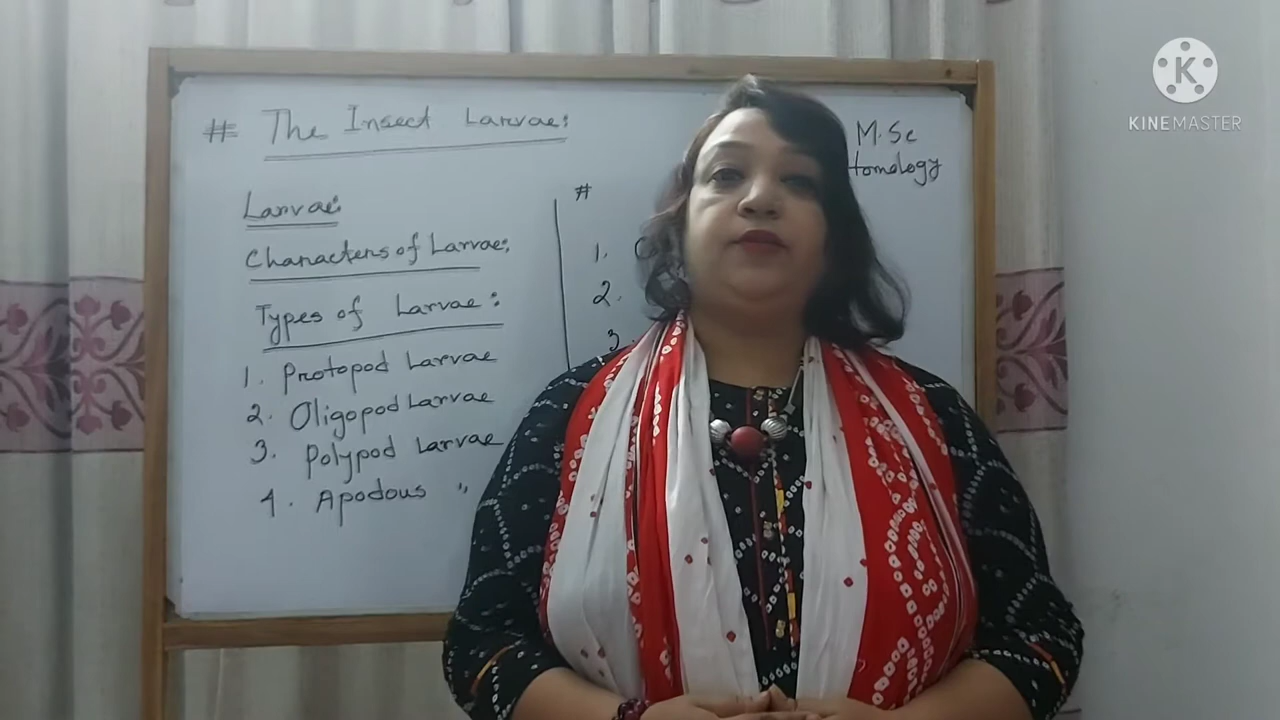 # The Insect Larvae:
M.Sc
tomology
Larvae:
Characters of Larvae:
Types of Larvae:
1. Protopod Larvae
2. Oligopod Larvae
3. Polypod Larvae
4. Apodous "
#
1. C
2.
3
K
KINEMASTER